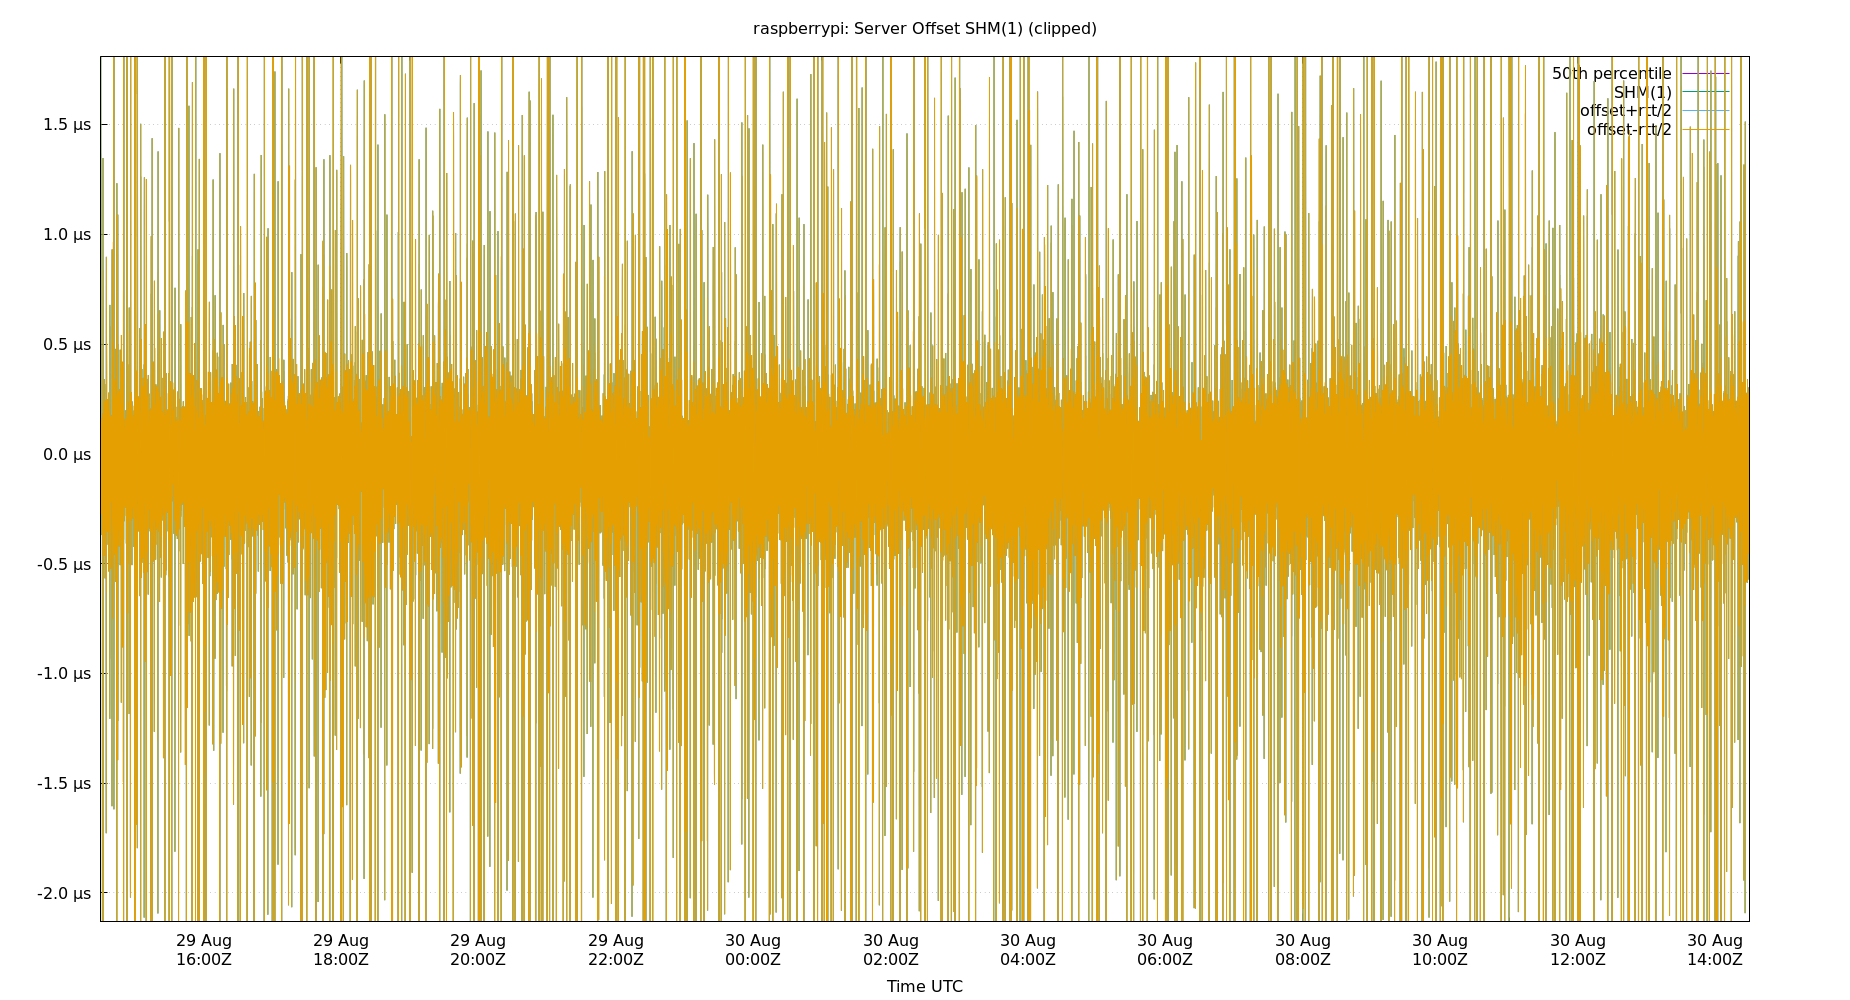 raspberrypi: Server Offset SHM(1) (clipped)
50th percentile
SHM(1)
offset+rtt/2
offset-rtt/2
1.5 µs
1.0 µs
0.5 µs
0.0 µs
-0.5 µs
-1.0 µs
-1.5 µs
-2.0 µs
29 Aug 29 Aug 29 Aug 29 Aug 30 Aug 30 Aug 30 Aug 30 Aug 30 Aug 30 Aug 30 Aug 30 Aug
16:00Z 18:00Z 20:00Z 22:00Z 00:00Z 02:00Z 04:00Z 06:00Z 08:00Z 10:00Z 12:00Z 14:00Z
Time UTC